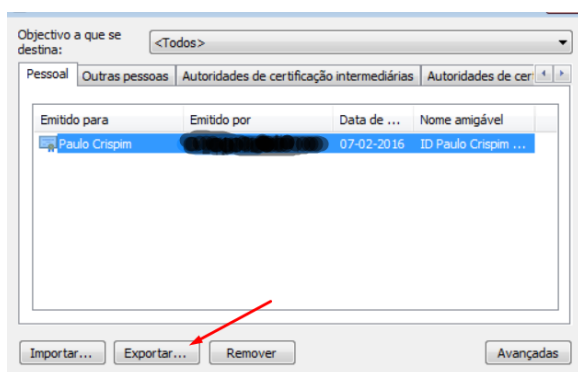 Objectivo a que se destina:
<Todos>
Pessoal Outras pessoas Autoridades de certificação intermediárias Autoridades de cer
Emitido para Emitido por Data de ... Nome amigável
Paulo Crispim 07-02-2016 ID Paulo Crispim ...
Importar... Exportar... Remover Avançadas